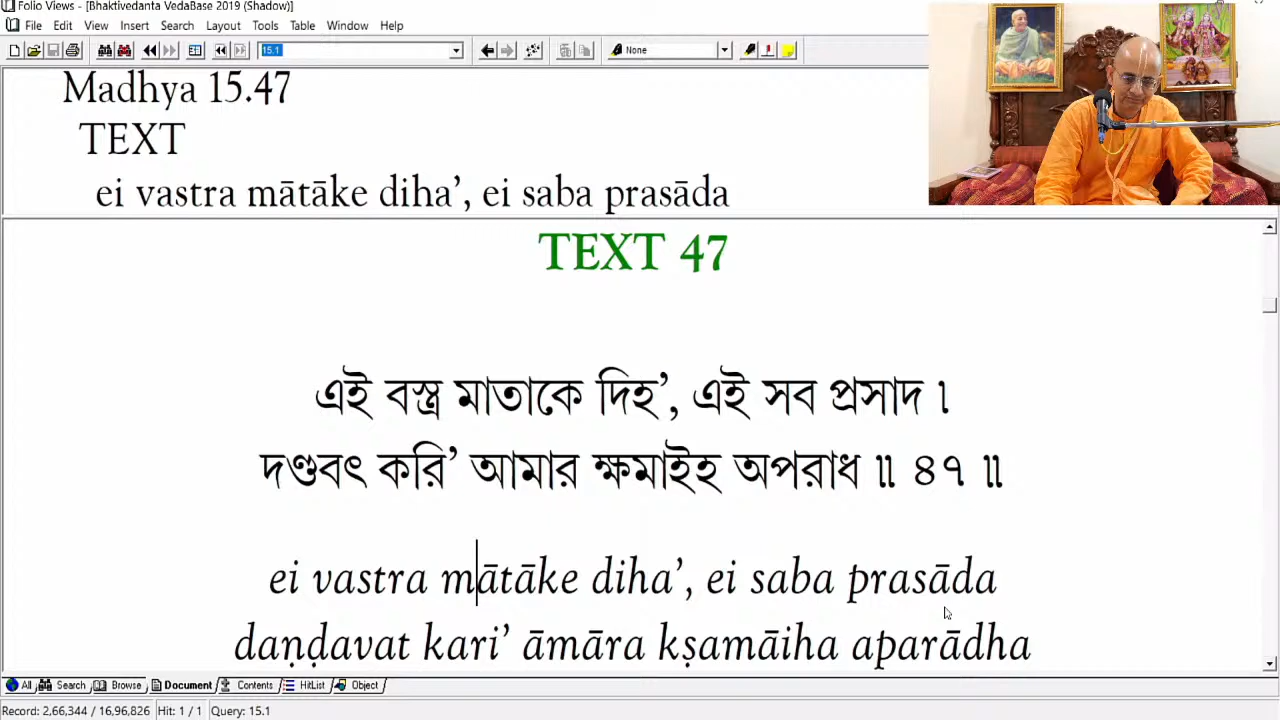 Folio Views - [Bhaktivedanta VedaBase 2019 (Shadow)]
File Edit View Insert Search Layout Tools Table Window Help
15.1 None
Madhya 15.47
TEXT
ei vastra mātāke diha’, ei saba prasāda
TEXT 47
এই বস্ত্র মাতাকে দিহ’, এই সব প্রসাদ ৷
দণ্ডবৎ করি’ আমার ক্ষমাইহ অপরাধ ॥ ৪৭ ॥
ei vastra mātāke diha’, ei saba prasāda
daṇḍavat kari’ āmāra kṣamāiha aparādha
All Search Browse Document Contents HitList Object
Record: 2,66,344 / 16,96,826 Hit: 1 / 1 Query: 15.1